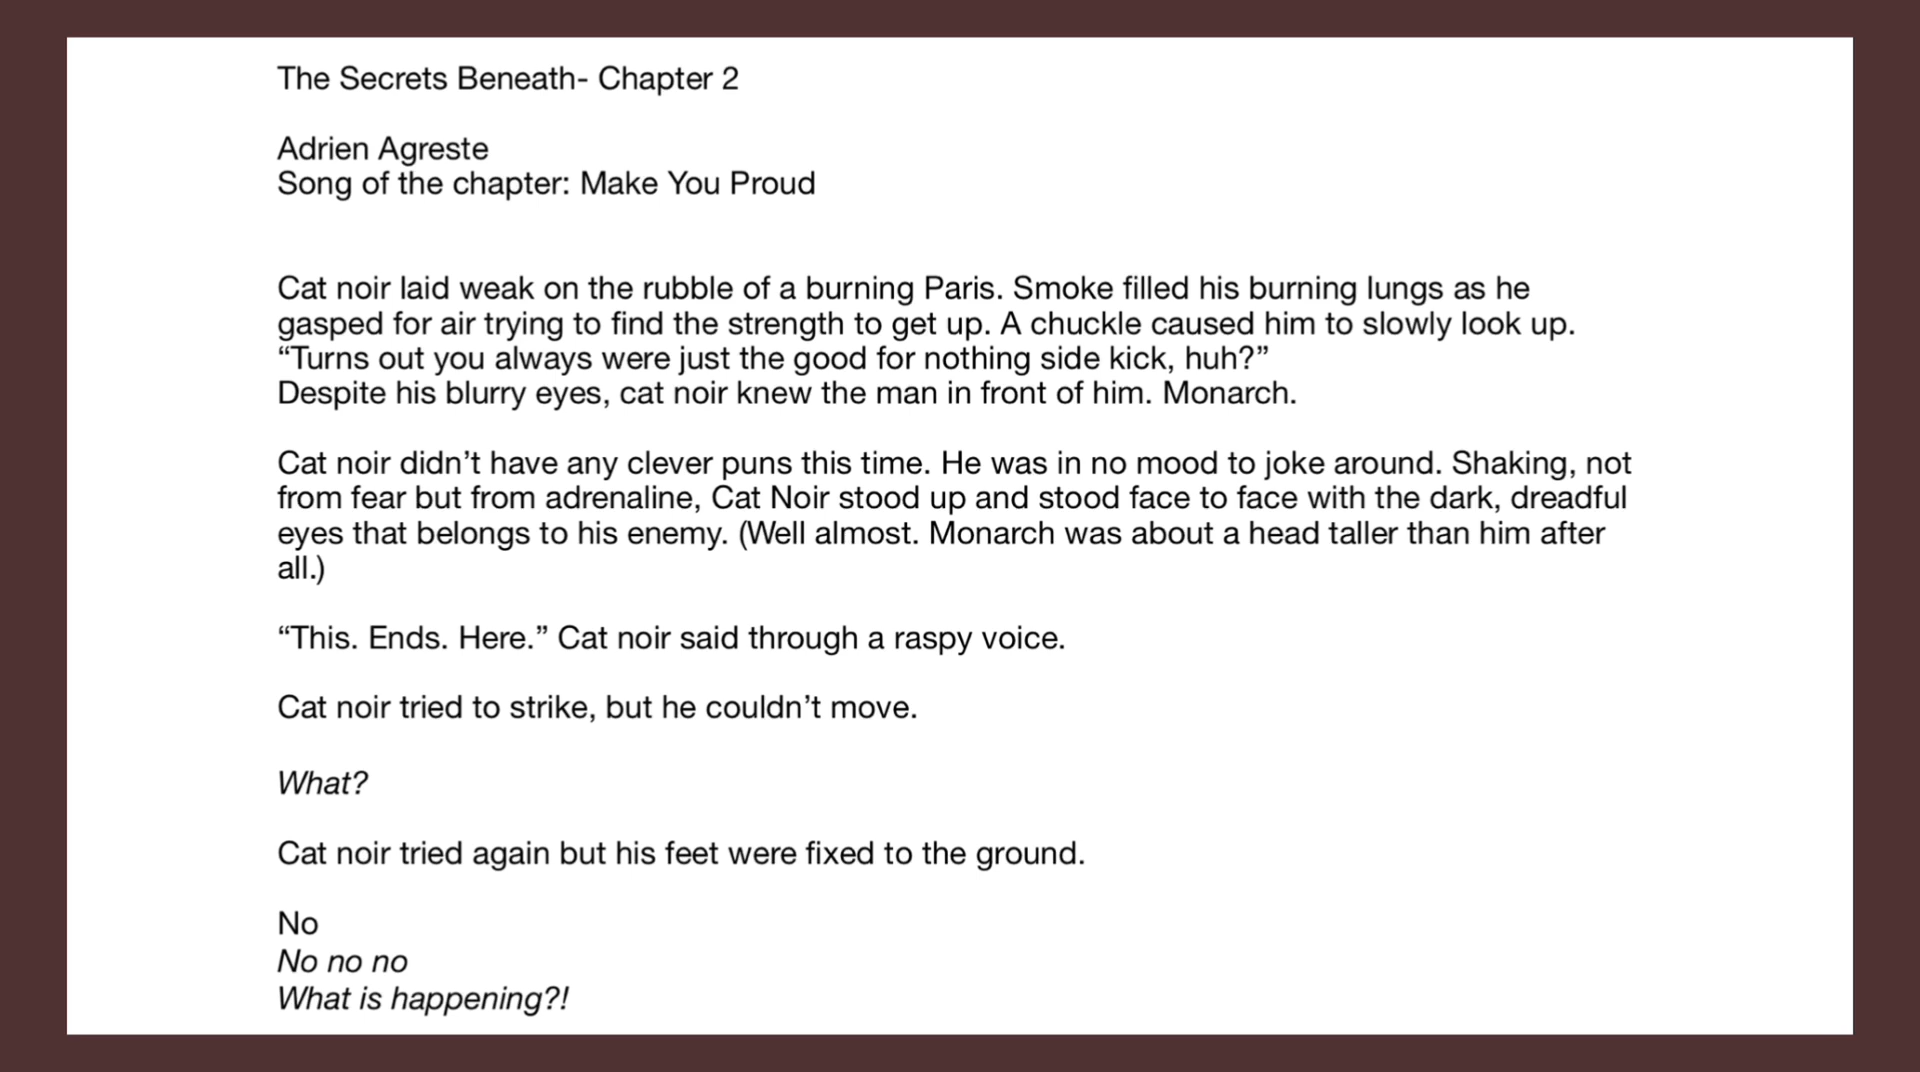 The Secrets Beneath- Chapter 2
Adrien Agreste
Song of the chapter: Make You Proud
Cat noir laid weak on the rubble of a burning Paris. Smoke filled his burning lungs as he
gasped for air trying to find the strength to get up. A chuckle caused him to slowly look up.
“Turns out you always were just the good for nothing side kick, huh?”
Despite his blurry eyes, cat noir knew the man in front of him. Monarch.
Cat noir didn’t have any clever puns this time. He was in no mood to joke around. Shaking, not
from fear but from adrenaline, Cat Noir stood up and stood face to face with the dark, dreadful
eyes that belongs to his enemy. (Well almost. Monarch was about a head taller than him after
all.)
“This. Ends. Here.” Cat noir said through a raspy voice.
Cat noir tried to strike, but he couldn’t move.
What?
Cat noir tried again but his feet were fixed to the ground.
No
No no no
What is happening?!